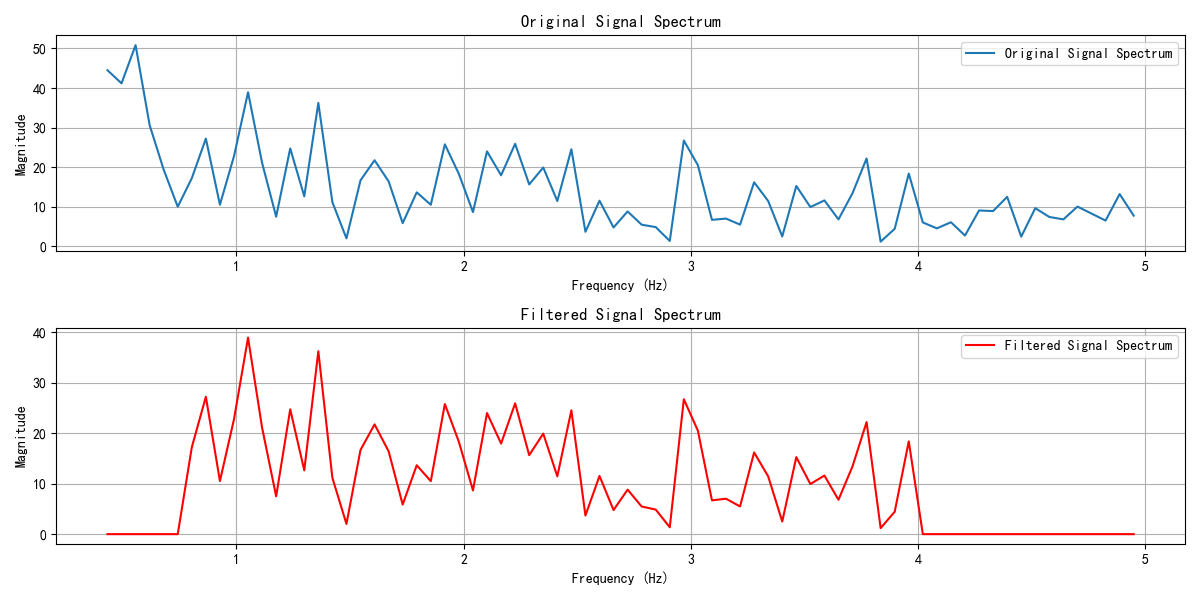 Original Signal Spectrum
Original Signal Spectrum
Magnitude
50
40
30
20
10
0
1 2 3 4 5
Frequency (Hz)
Filtered Signal Spectrum
Filtered Signal Spectrum
Magnitude
40
30
20
10
0
1 2 3 4 5
Frequency (Hz)